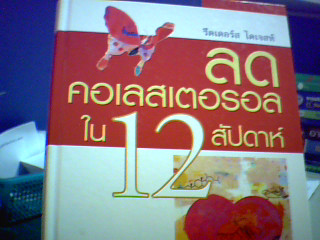 รีดเดอร์ส ไดเจสท์
ลด
คอเลสเตอรอล
ใน 12 สัปดาห์